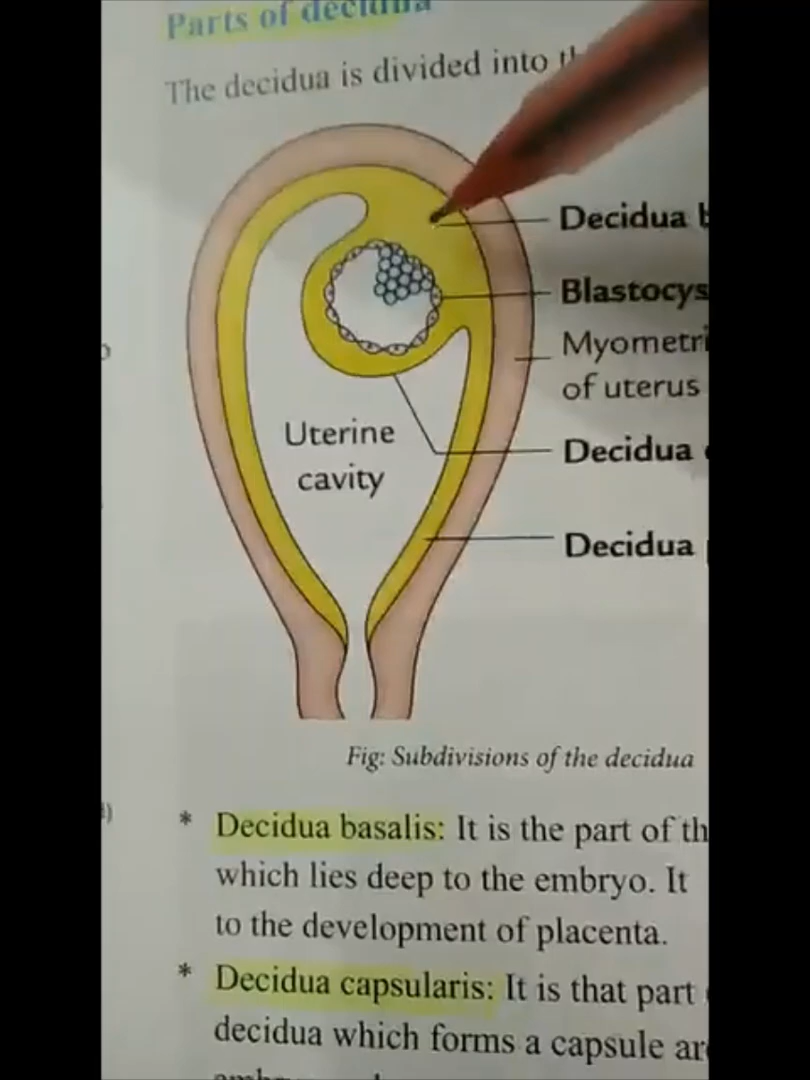 Parts of decidua
The decidua is divided into
Decidua
Blastocys
Myometri
of uterus
Decidua
Uterine
cavity
Decidua
Fig: Subdivisions of the decidua
* Decidua basalis: It is the part of th
which lies deep to the embryo. It
to the development of placenta.
* Decidua capsularis: It is that part
decidua which forms a capsule